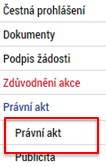 Čestná prohlášení
Dokumenty
Podpis žádosti
Zdůvodnění akce
Právní akt
Právní akt
Publicita